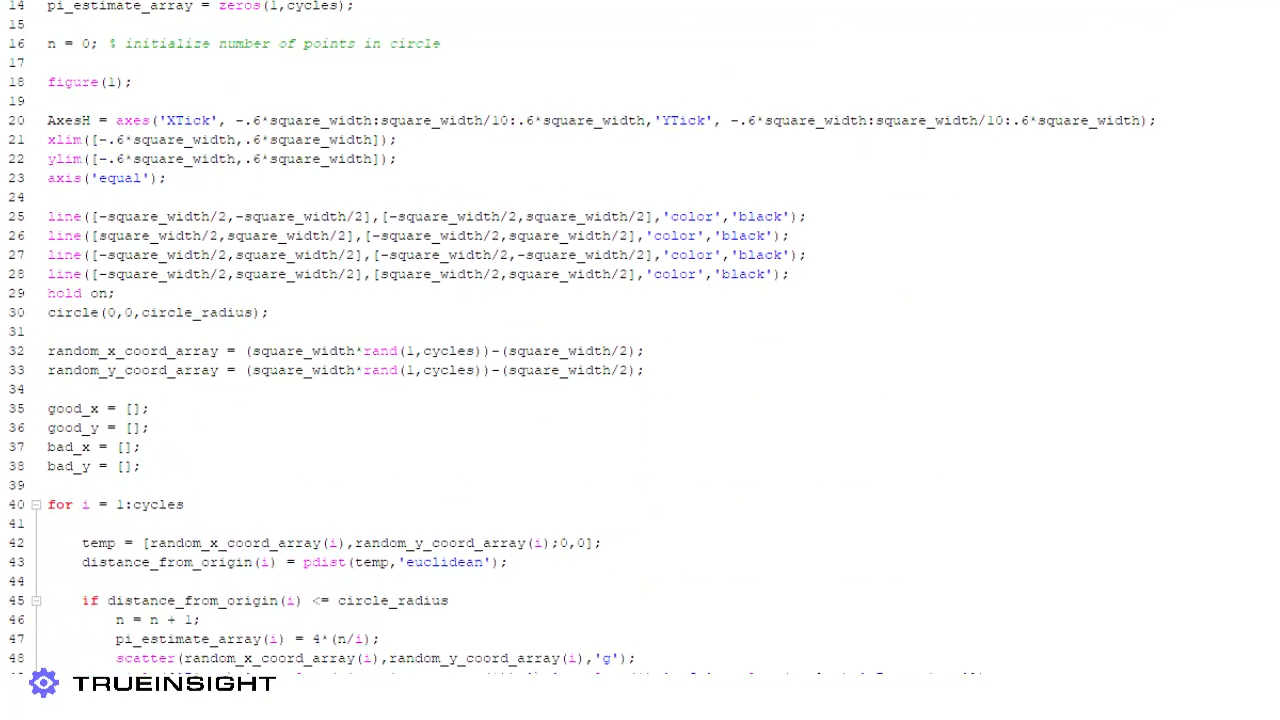 14 pi_estimate_array = zeros(1,cycles);
15
16 n = 0; % initialize number of points in circle
17
18 figure(1);
19
20 AxesH = axes('XTick', -.6*square_width:square_width/10:.6*square_width,'YTick', -.6*square_width:square_width/10:.6*square_width);
21 xlim([-.6*square_width,.6*square_width]);
22 ylim([-.6*square_width,.6*square_width]);
23 axis('equal');
24
25 line([-square_width/2,-square_width/2],[-square_width/2,square_width/2],'color','black');
26 line([square_width/2,square_width/2],[-square_width/2,square_width/2],'color','black');
27 line([-square_width/2,square_width/2],[-square_width/2,-square_width/2],'color','black');
28 line([-square_width/2,square_width/2],[square_width/2,square_width/2],'color','black');
29 hold on;
30 circle(0,0,circle_radius);
31
32 random_x_coord_array = (square_width*rand(1,cycles))-(square_width/2);
33 random_y_coord_array = (square_width*rand(1,cycles))-(square_width/2);
34
35 good_x = [];
36 good_y = [];
37 bad_x = [];
38 bad_y = [];
39
40 for i = 1:cycles
41
42 temp = [random_x_coord_array(i),random_y_coord_array(i);0,0];
43 distance_from_origin(i) = pdist(temp,'euclidean');
44
45 if distance_from_origin(i) <= circle_radius
46 n = n + 1;
47 pi_estimate_array(i) = 4*(n/i);
48 scatter(random_x_coord_array(i),random_y_coord_array(i),'g');
TRUEINSIGHT